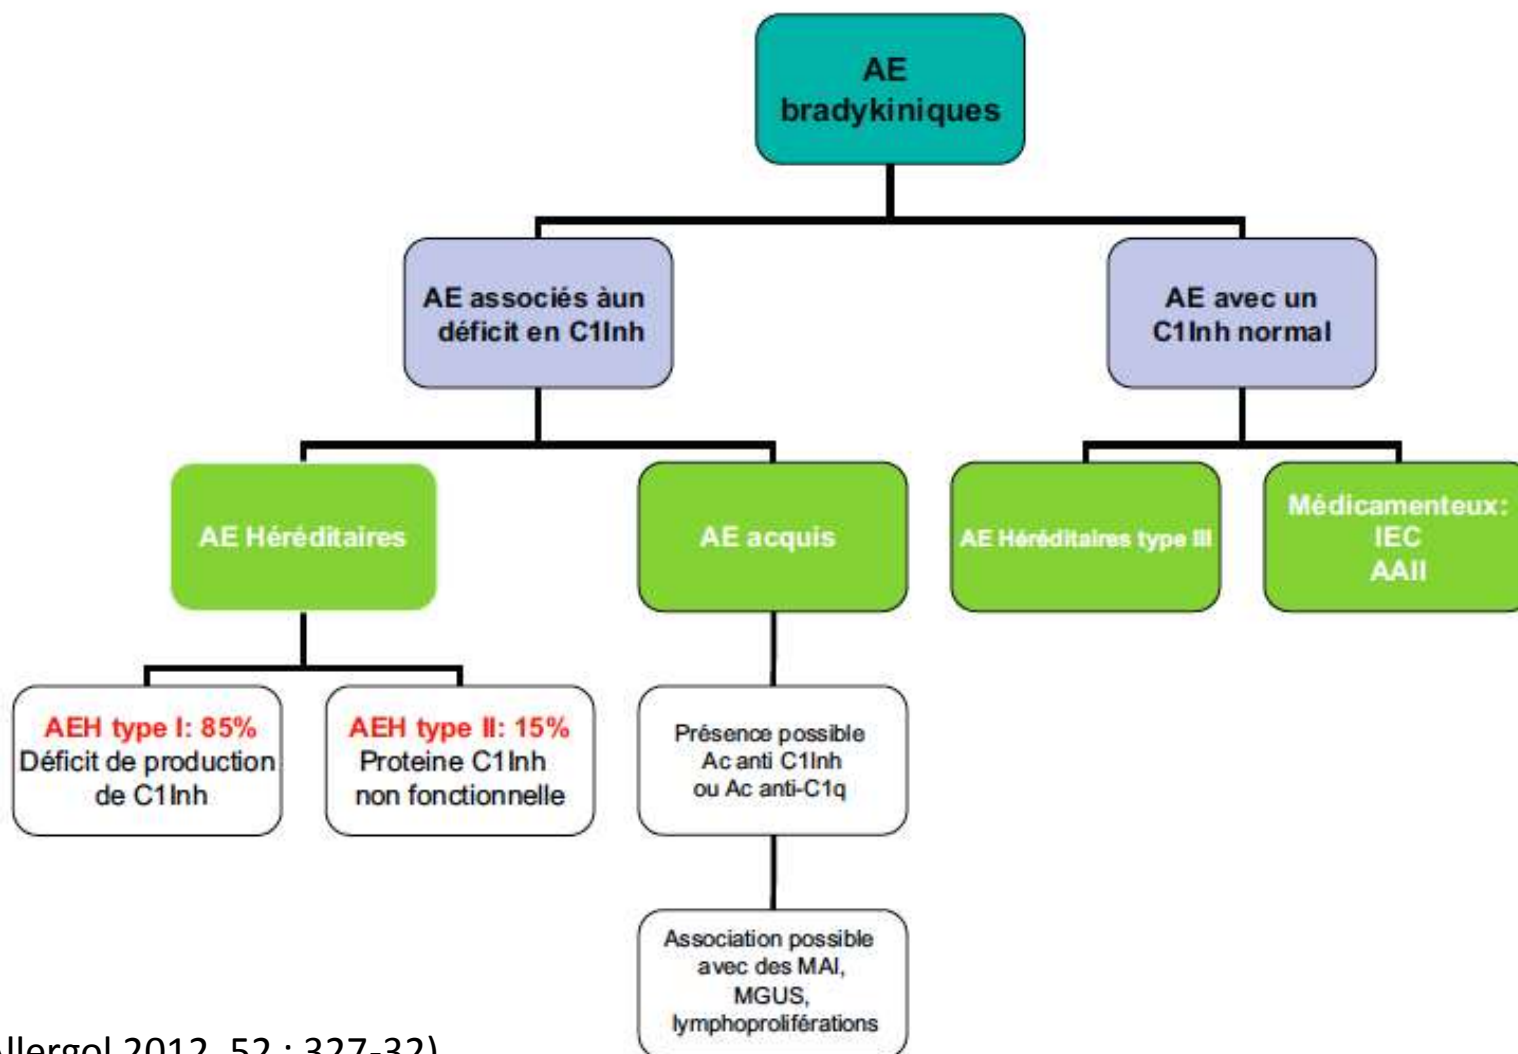 AE
bradykiniques
AE associés àun
déficit en C1Inh
AE avec un
C1Inh normal
AE Héréditaires
AE acquis
AE Héréditaires type III
Médicamenteux:
IEC
AAII
AEH type I: 85%
Déficit de production
de C1Inh
AEH type II: 15%
Proteine C1Inh
non fonctionnelle
Présence possible
Ac anti C1Inh
ou Ac anti-C1q
Association possible
avec des MAI,
MGUS,
lymphoproliférations
Allergol 2012, 52 : 327-32)